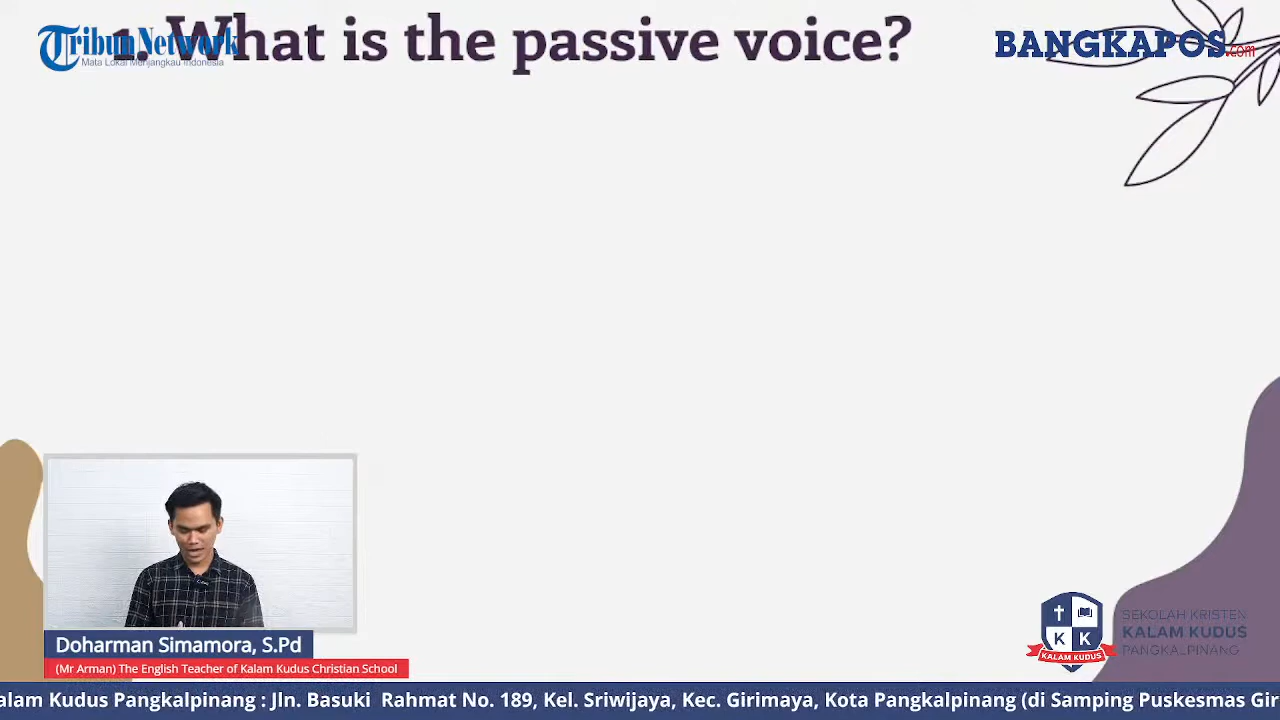 1. What is the passive voice?
Tribun Network
Mata Lokal Menjangkau Indonesia
BANGKAPOS.com
Doharman Simamora, S.Pd
(Mr Arman) The English Teacher of Kalam Kudus Christian School
K K
KALAM KUDUS
SEKOLAH KRISTEN
KALAM KUDUS
PANGKALPINANG
alam Kudus Pangkalpinang : Jln. Basuki Rahmat No. 189, Kel. Sriwijaya, Kec. Girimaya, Kota Pangkalpinang (di Samping Puskesmas Gir